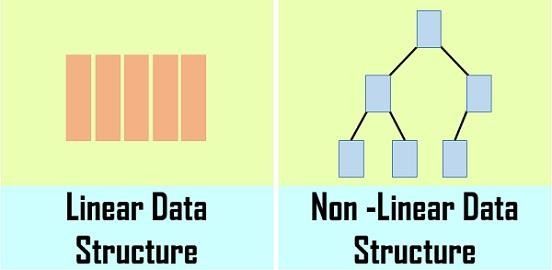 Linear Data
Structure
Non -Linear Data
Structure